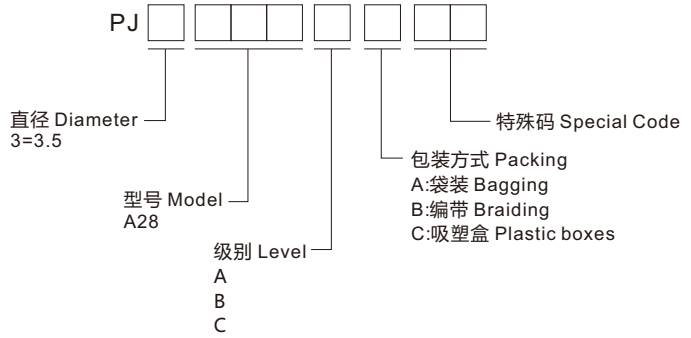 PJ
直径 Diameter
3=3.5
特殊码 Special Code
包装方式 Packing
A:袋装 Bagging
B:编带 Braiding
C:吸塑盒 Plastic boxes
型号 Model
A28
级别 Level
A
B
C